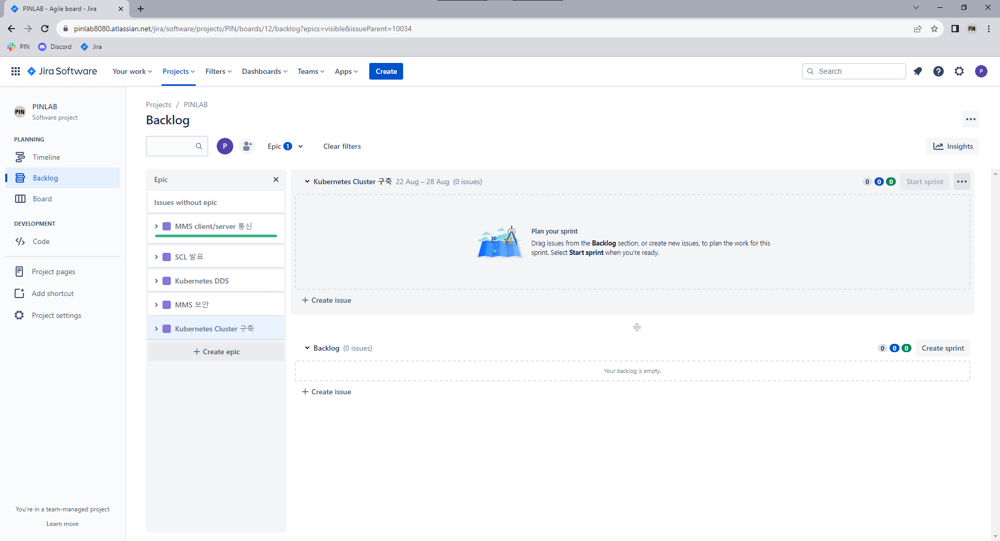 PINLAB - Agile board - Jira
pinlab8080.atlassian.net/jira/software/projects/PIN/boards/12/backlog?epics=visible&issueParent=10034
PIN
PIN Discord Jira
Jira Software Your work Projects Filters Dashboards Teams Apps Create Search P
PIN
PINLAB
Software project
PLANNING
Timeline
Backlog
Board
DEVELOPMENT
Code
Project pages
Add shortcut
Project settings
You're in a team-managed project
Learn more
Projects / PINLAB
Backlog
P Epic 1 Clear filters Insights
Epic
Issues without epic
MMS client/server 통신
SCL 발표
Kubernetes DDS
MMS 보안
Kubernetes Cluster 구축
Create epic
Kubernetes Cluster 구축 22 Aug – 28 Aug (0 issues) 0 0 0 Start sprint
Plan your sprint
Drag issues from the Backlog section, or create new issues, to plan the work for this
sprint. Select Start sprint when you're ready.
Create issue
Backlog (0 issues) 0 0 0 Create sprint
Your backlog is empty.
Create issue